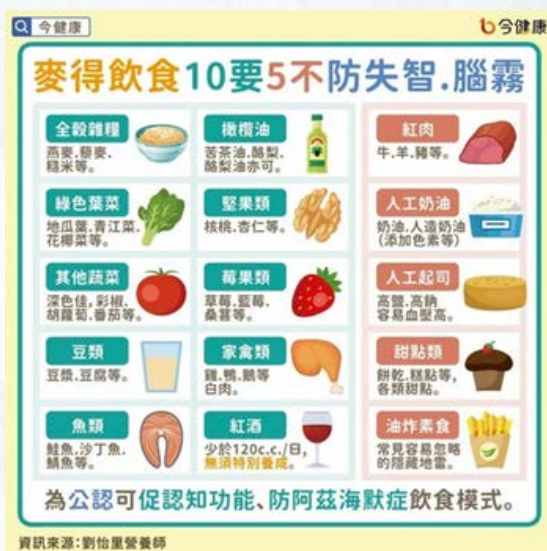 今健康
今健康
麥得飲食10要5不防失智.腦霧
全穀雜糧
燕麥.藜麥.
糙米等。
橄欖油
苦茶油.酪梨.
酪梨油亦可。
紅肉
牛.羊.豬等。
綠色葉菜
地瓜葉.青江菜.
花椰菜等。
堅果類
核桃.杏仁等。
人工奶油
奶油.人造奶油
(添加色素等)
其他蔬菜
深色佳,彩椒.
胡蘿蔔.番茄等。
莓果類
草莓.藍莓.
桑葚等。
人工起司
高鹽.高鈉
容易血壓高。
豆類
豆漿.豆腐等。
家禽類
雞.鴨.鵝等
白肉。
甜點類
餅乾.糕點等,
各類甜點。
魚類
鮭魚.沙丁魚.
鯖魚等。
紅酒
少於120c.c./日,
無須特別養成。
油炸素食
常見容易忽略
的隱藏地雷。
為公認可促認知功能、防阿茲海默症飲食模式。
資訊來源:劉怡里營養師